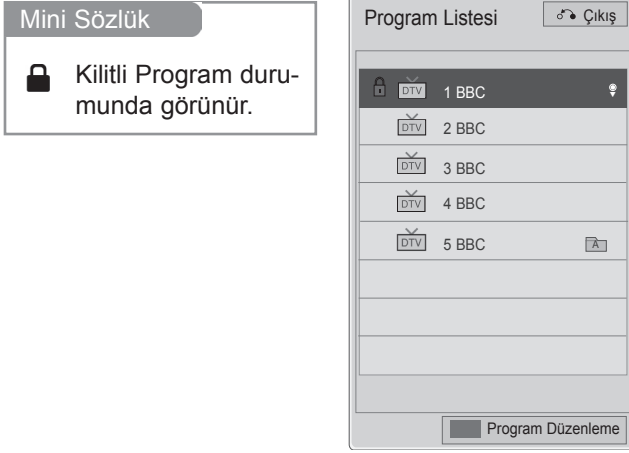 Mini Sözlük
Kilitli Program duru-
munda görünür.
Program Listesi
Çıkış
DTV 1 BBC
DTV 2 BBC
DTV 3 BBC
DTV 4 BBC
DTV 5 BBC A
Program Düzenleme